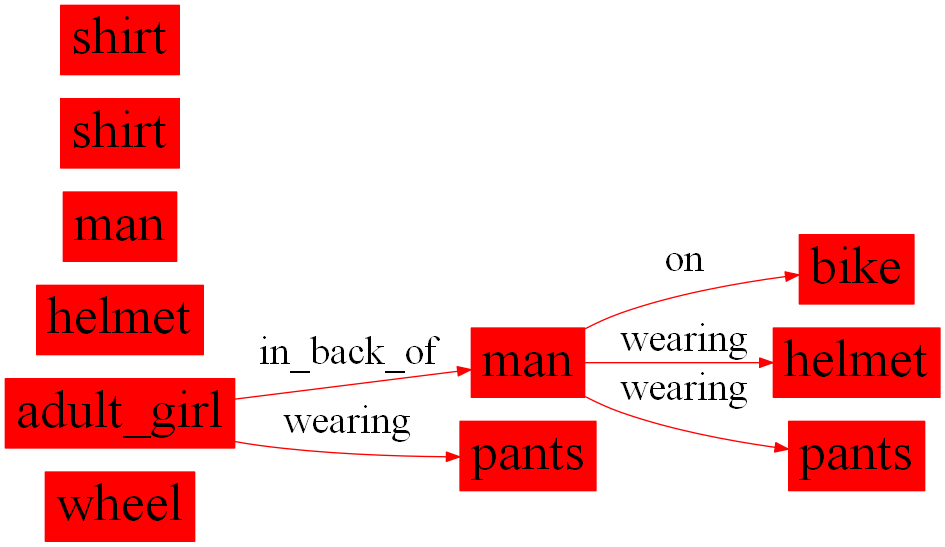 shirt
shirt
man
helmet
adult_girl
wheel
in_back_of
wearing
man
pants
on
wearing
wearing
bike
helmet
pants